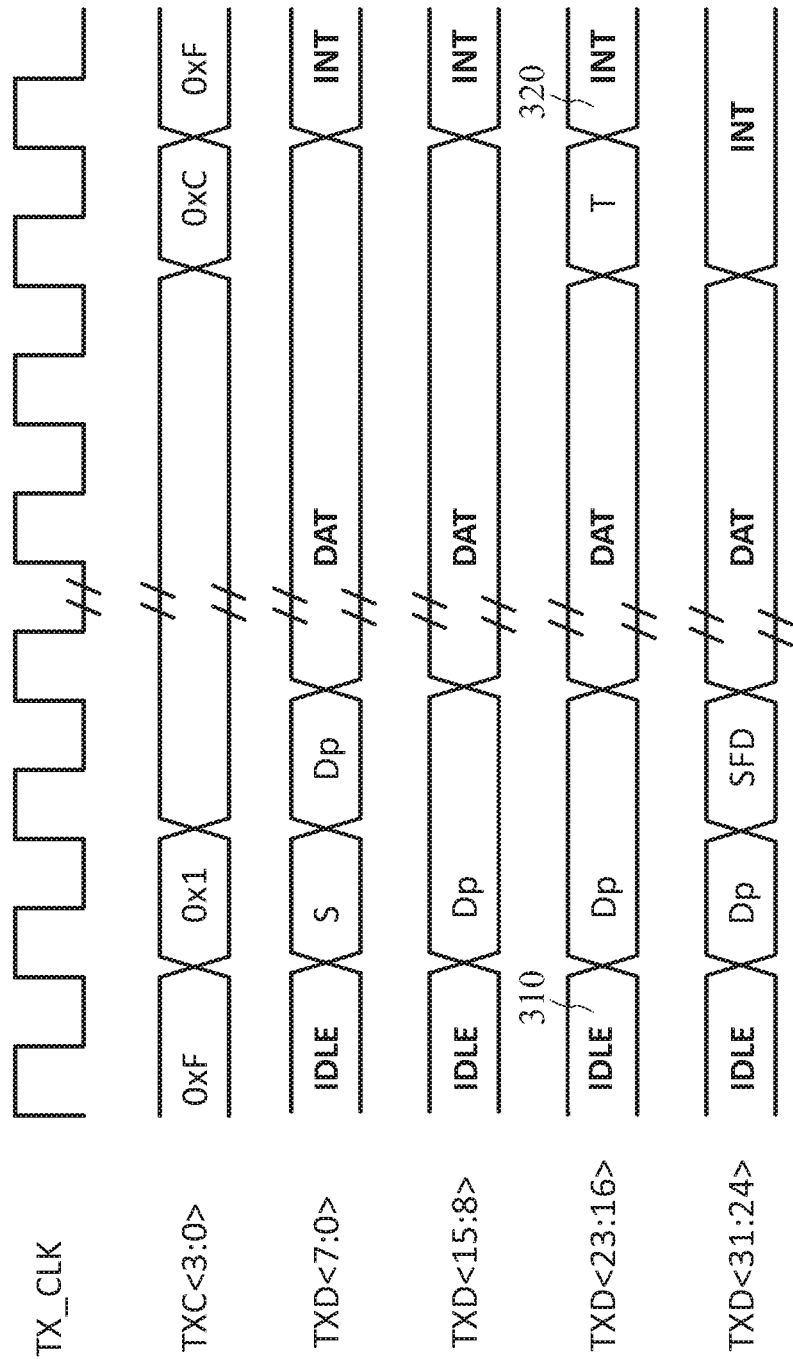 TX_CLK
TXC<3:0> 0xF 0x1 0xC 0xF
TXD<7:0> IDLE S Dp DAT INT
TXD<15:8> IDLE Dp DAT INT
310 320
TXD<23:16> IDLE Dp DAT T INT
TXD<31:24> IDLE Dp SFD DAT INT